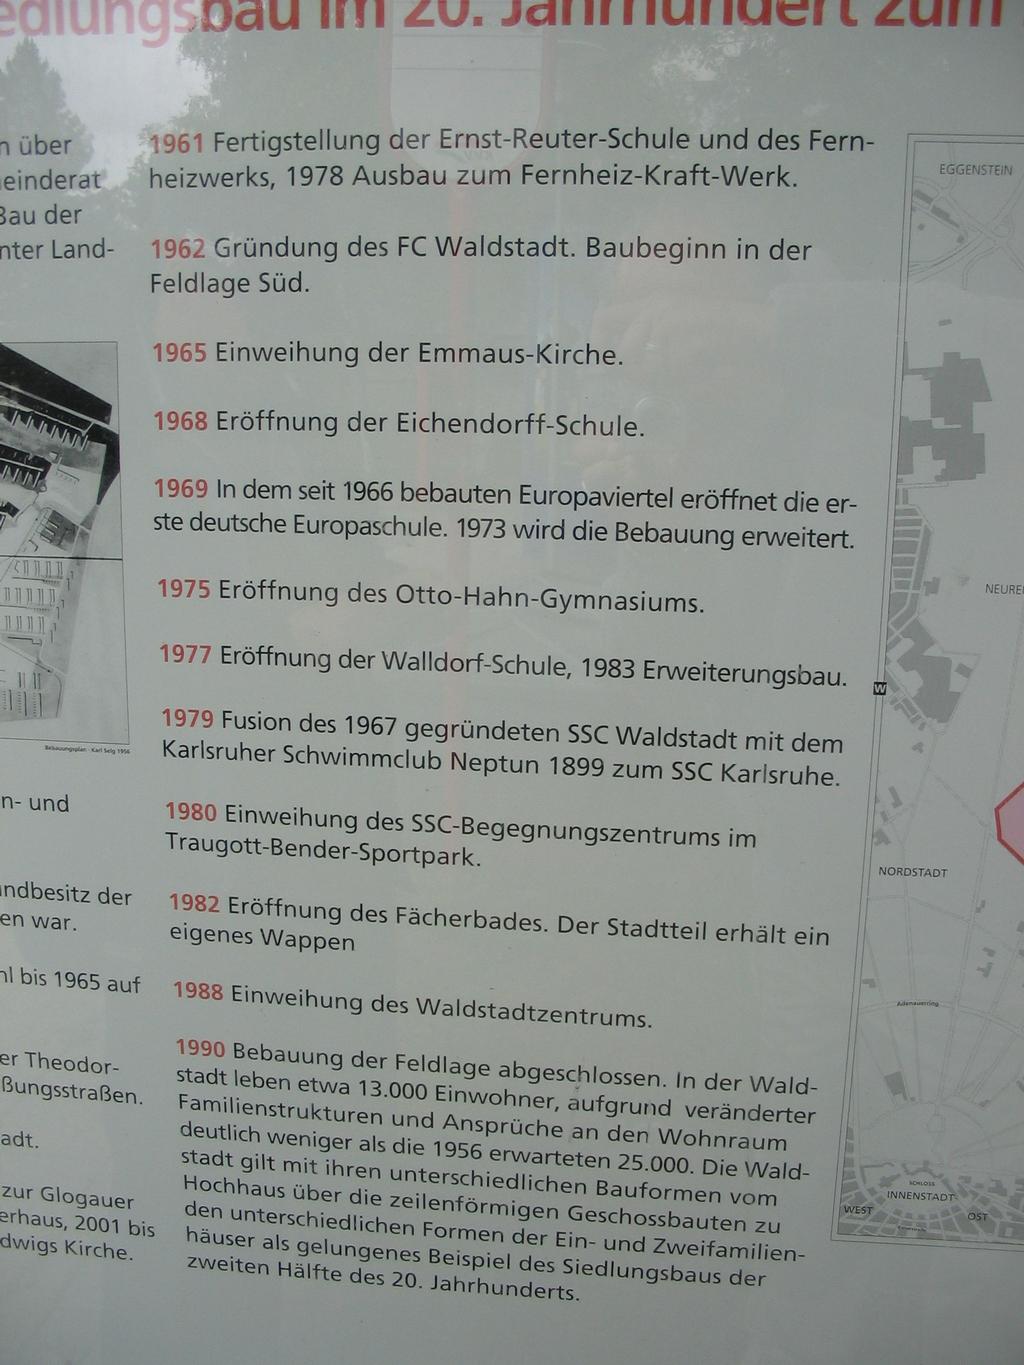 edlungsbau im 20. Jahrhundert zum
n über
einderat
Bau der
nter Land-
Bebauungsplan - Karl Selg 1956
n- und
ndbesitz der
en war.
hl bis 1965 auf
er Theodor-
ßungsstraßen.
adt.
zur Glogauer
erhaus, 2001 bis
dwigs Kirche.
1961 Fertigstellung der Ernst-Reuter-Schule und des Fern-
heizwerks, 1978 Ausbau zum Fernheiz-Kraft-Werk.
1962 Gründung des FC Waldstadt. Baubeginn in der
Feldlage Süd.
1965 Einweihung der Emmaus-Kirche.
1968 Eröffnung der Eichendorff-Schule.
1969 In dem seit 1966 bebauten Europaviertel eröffnet die er-
ste deutsche Europaschule. 1973 wird die Bebauung erweitert.
1975 Eröffnung des Otto-Hahn-Gymnasiums.
1977 Eröffnung der Walldorf-Schule, 1983 Erweiterungsbau.
1979 Fusion des 1967 gegründeten SSC Waldstadt mit dem
Karlsruher Schwimmclub Neptun 1899 zum SSC Karlsruhe.
1980 Einweihung des SSC-Begegnungszentrums im
Traugott-Bender-Sportpark.
1982 Eröffnung des Fächerbades. Der Stadtteil erhält ein
eigenes Wappen
1988 Einweihung des Waldstadtzentrums.
1990 Bebauung der Feldlage abgeschlossen. In der Wald-
stadt leben etwa 13.000 Einwohner, aufgrund veränderter
Familienstrukturen und Ansprüche an den Wohnraum
deutlich weniger als die 1956 erwarteten 25.000. Die Wald-
stadt gilt mit ihren unterschiedlichen Bauformen vom
Hochhaus über die zeilenförmigen Geschossbauten zu
den unterschiedlichen Formen der Ein- und Zweifamilien-
häuser als gelungenes Beispiel des Siedlungsbaus der
zweiten Hälfte des 20. Jahrhunderts.
EGGENSTEIN
NEURE
W
NORDSTADT
Adenauerring
SCHLOSS
INNENSTADT
WEST
OST